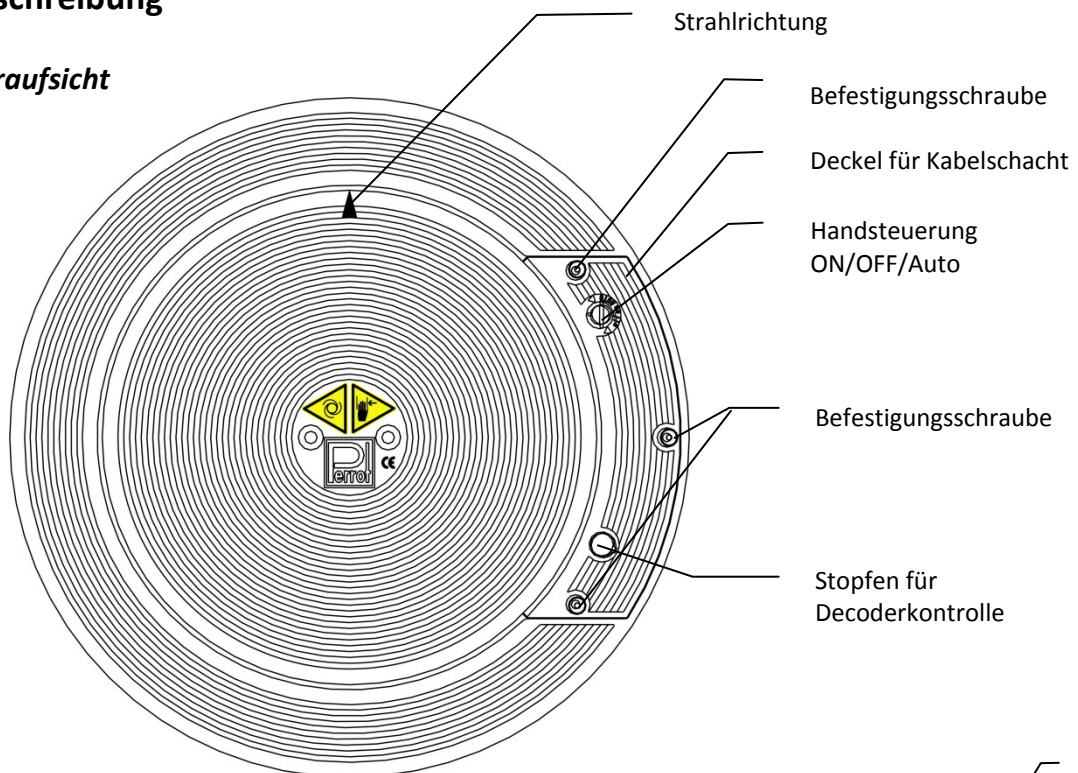 schreibung
raufsicht
Strahlrichtung
Befestigungsschraube
Deckel für Kabelschacht
Handsteuerung
ON/OFF/Auto
Befestigungsschraube
Stopfen für
Decoderkontrolle
Perrot
CE